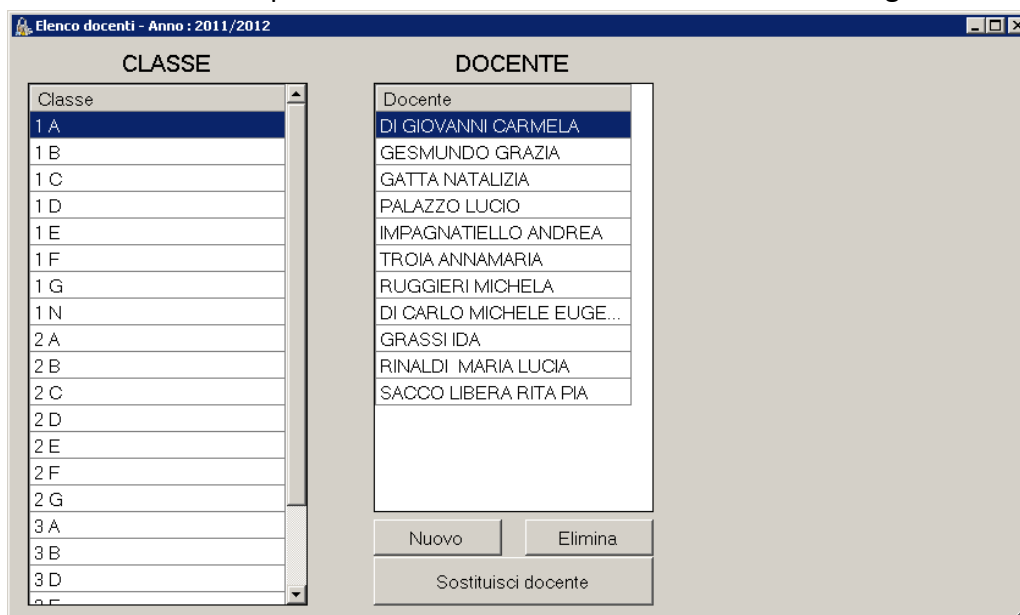 Elenco docenti - Anno : 2011/2012
CLASSE
Classe
1 A
1 B
1 C
1 D
1 E
1 F
1 G
1 N
2 A
2 B
2 C
2 D
2 E
2 F
2 G
3 A
3 B
3 D
DOCENTE
Docente
DI GIOVANNI CARMELA
GESMUNDO GRAZIA
GATTA NATALIZIA
PALAZZO LUCIO
IMPAGNATIELLO ANDREA
TROIA ANNAMARIA
RUGGIERI MICHELA
DI CARLO MICHELE EUGE...
GRASSI IDA
RINALDI MARIA LUCIA
SACCO LIBERA RITA PIA
Nuovo
Elimina
Sostituisci docente